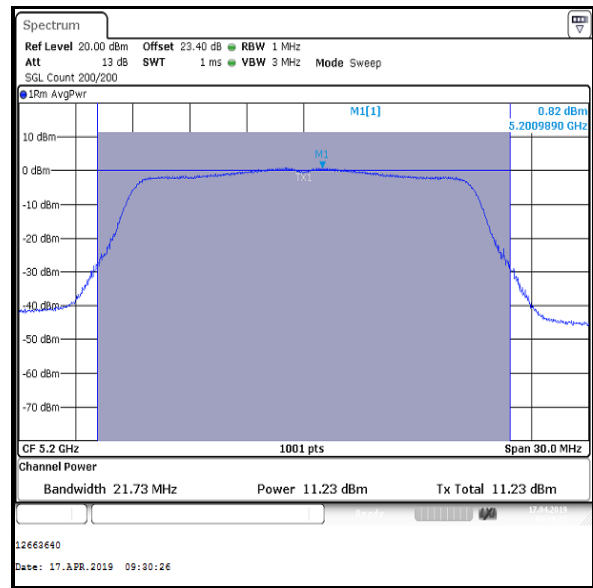 Spectrum
Ref Level 20.00 dBm Offset 23.40 dB RBW 1 MHz
Att 13 dB SWT 1 ms VBW 3 MHz Mode Sweep
SGL Count 200/200
1Rm AvgPwr
M1[1] 0.82 dBm
5.2009890 GHz
10 dBm
M1
0 dBm
TX1
-10 dBm
-20 dBm
-30 dBm
-40 dBm
-50 dBm
-60 dBm
-70 dBm
CF 5.2 GHz 1001 pts Span 30.0 MHz
Channel Power
Bandwidth 21.73 MHz Power 11.23 dBm Tx Total 11.23 dBm
Ready 17.04.2019
12663640
Date: 17.APR.2019 09:30:26